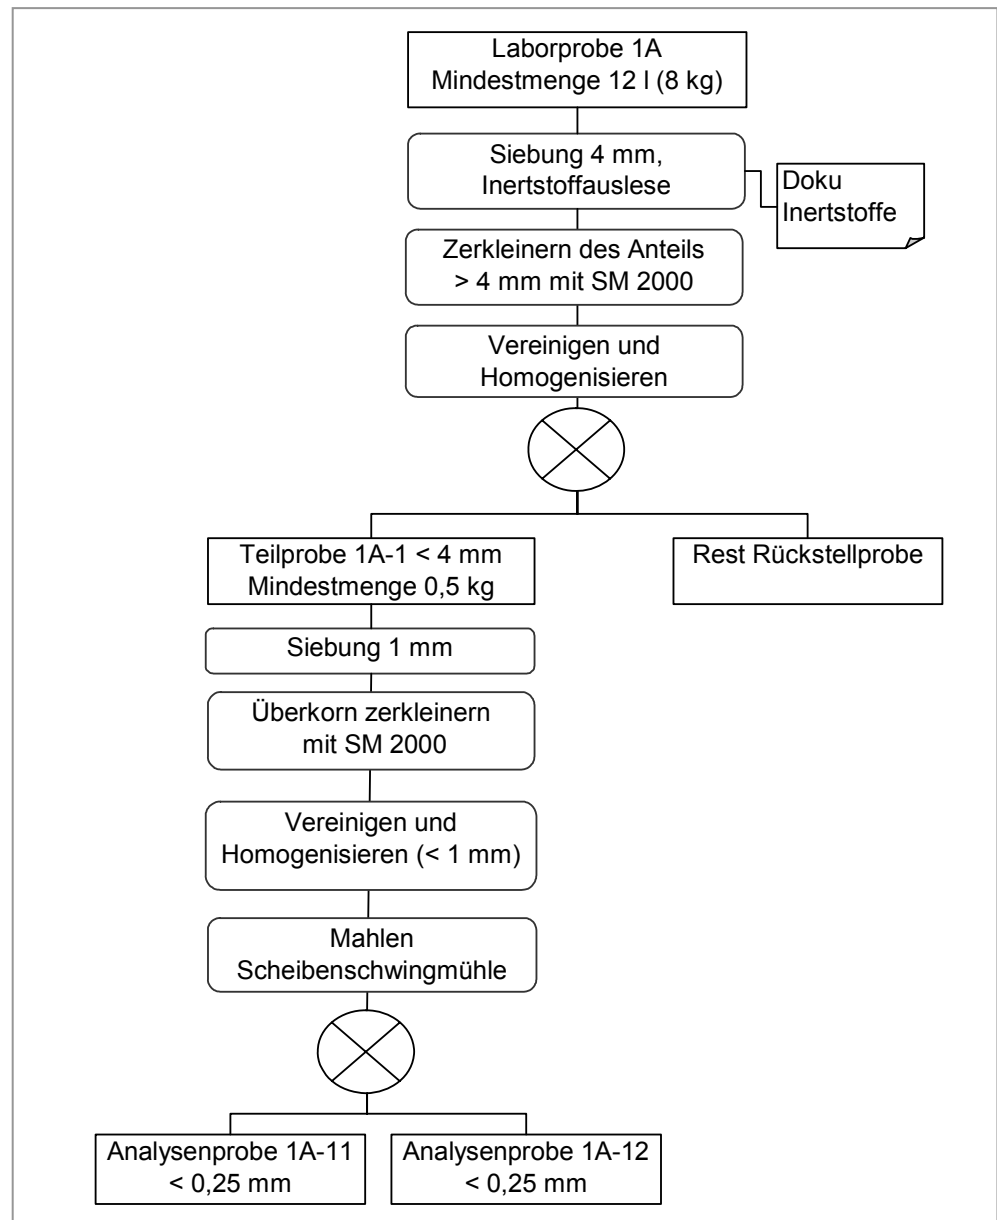 Laborprobe 1A
Mindestmenge 12 l (8 kg)
Siebung 4 mm,
Inertstoffauslese
Doku
Inertstoffe
Zerkleinern des Anteils
> 4 mm mit SM 2000
Vereinigen und
Homogenisieren
Teilprobe 1A-1 < 4 mm
Mindestmenge 0,5 kg
Rest Rückstellprobe
Siebung 1 mm
Überkorn zerkleinern
mit SM 2000
Vereinigen und
Homogenisieren (< 1 mm)
Mahlen
Scheibenschwingmühle
Analysenprobe 1A-11
< 0,25 mm
Analysenprobe 1A-12
< 0,25 mm